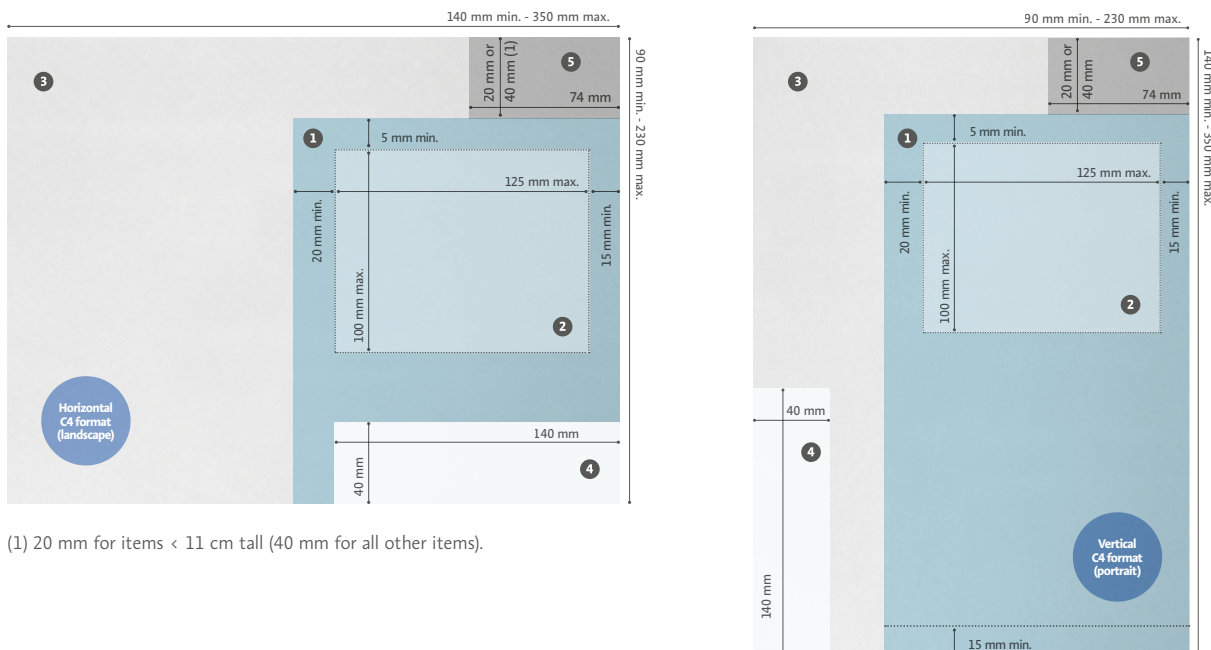 140 mm min. - 350 mm max.
3
20 mm or
40 mm (1)
5
74 mm
90 mm min. - 230 mm max.
1
5 mm min.
125 mm max.
20 mm min.
15 mm min.
100 mm max.
2
Horizontal
C4 format
(landscape)
140 mm
40 mm
4
(1) 20 mm for items < 11 cm tall (40 mm for all other items).
90 mm min. - 230 mm max.
3
20 mm or
40 mm
5
74 mm
140 mm min. - 350 mm max.
1
5 mm min.
125 mm max.
20 mm min.
15 mm min.
100 mm max.
2
40 mm
4
140 mm
Vertical
C4 format
(portrait)
15 mm min.